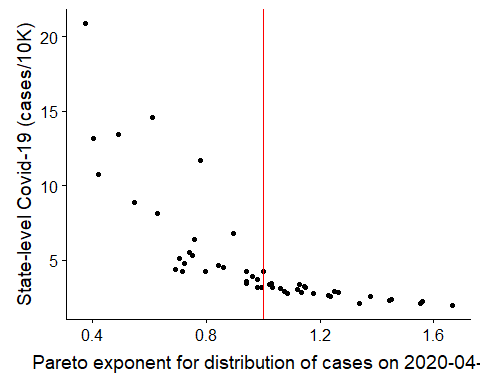 State-level Covid-19 (cases/10K)
20
15
10
5
0.4 0.8 1.2 1.6
Pareto exponent for distribution of cases on 2020-04-